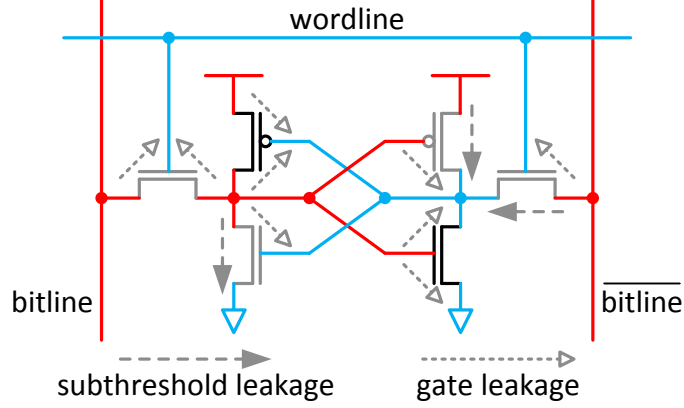 wordline
bitline
bitline
subthreshold leakage
gate leakage